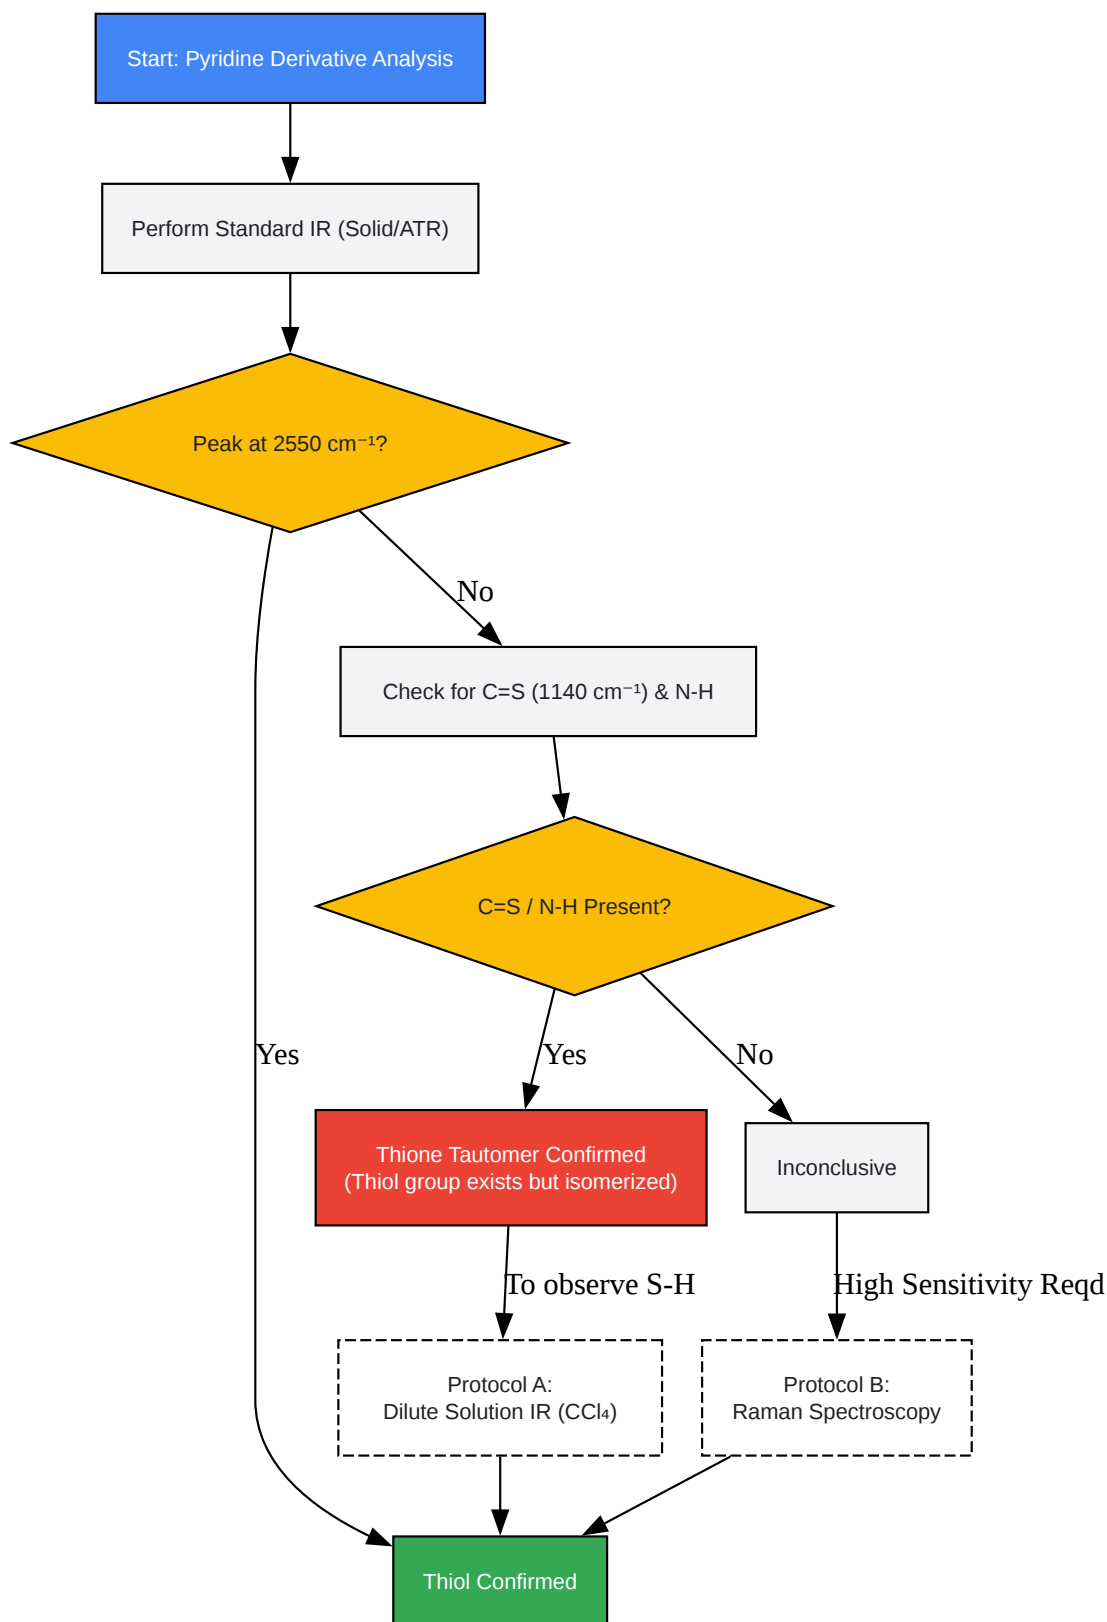 Start: Pyridine Derivative Analysis
Perform Standard IR (Solid/ATR)
Peak at 2550 cm⁻¹?
No
Check for C=S (1140 cm⁻¹) & N-H
C=S / N-H Present?
Yes
Yes
No
Thione Tautomer Confirmed
(Thiol group exists but isomerized)
Inconclusive
To observe S-H
High Sensitivity Reqd
Protocol A:
Dilute Solution IR (CCl₄)
Protocol B:
Raman Spectroscopy
Thiol Confirmed